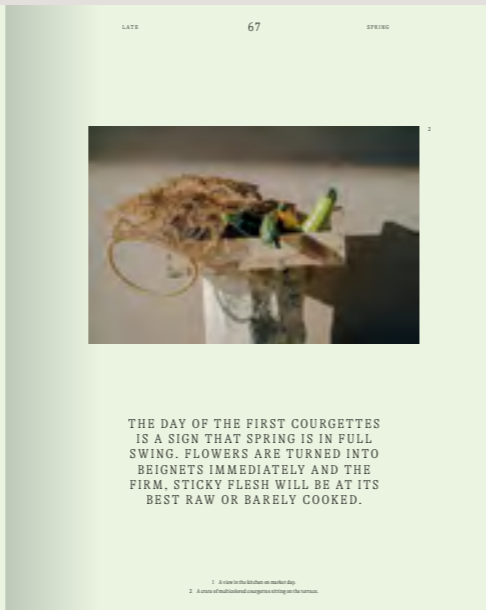 LATE 67 SPRING
2
THE DAY OF THE FIRST COURGETTES
IS A SIGN THAT SPRING IS IN FULL
SWING. FLOWERS ARE TURNED INTO
BEIGNETS IMMEDIATELY AND THE
FIRM, STICKY FLESH WILL BE AT ITS
BEST RAW OR BARELY COOKED.
1 A view in the kitchen on market day.
2 A crate of multicolored courgettes sitting on the terrace.